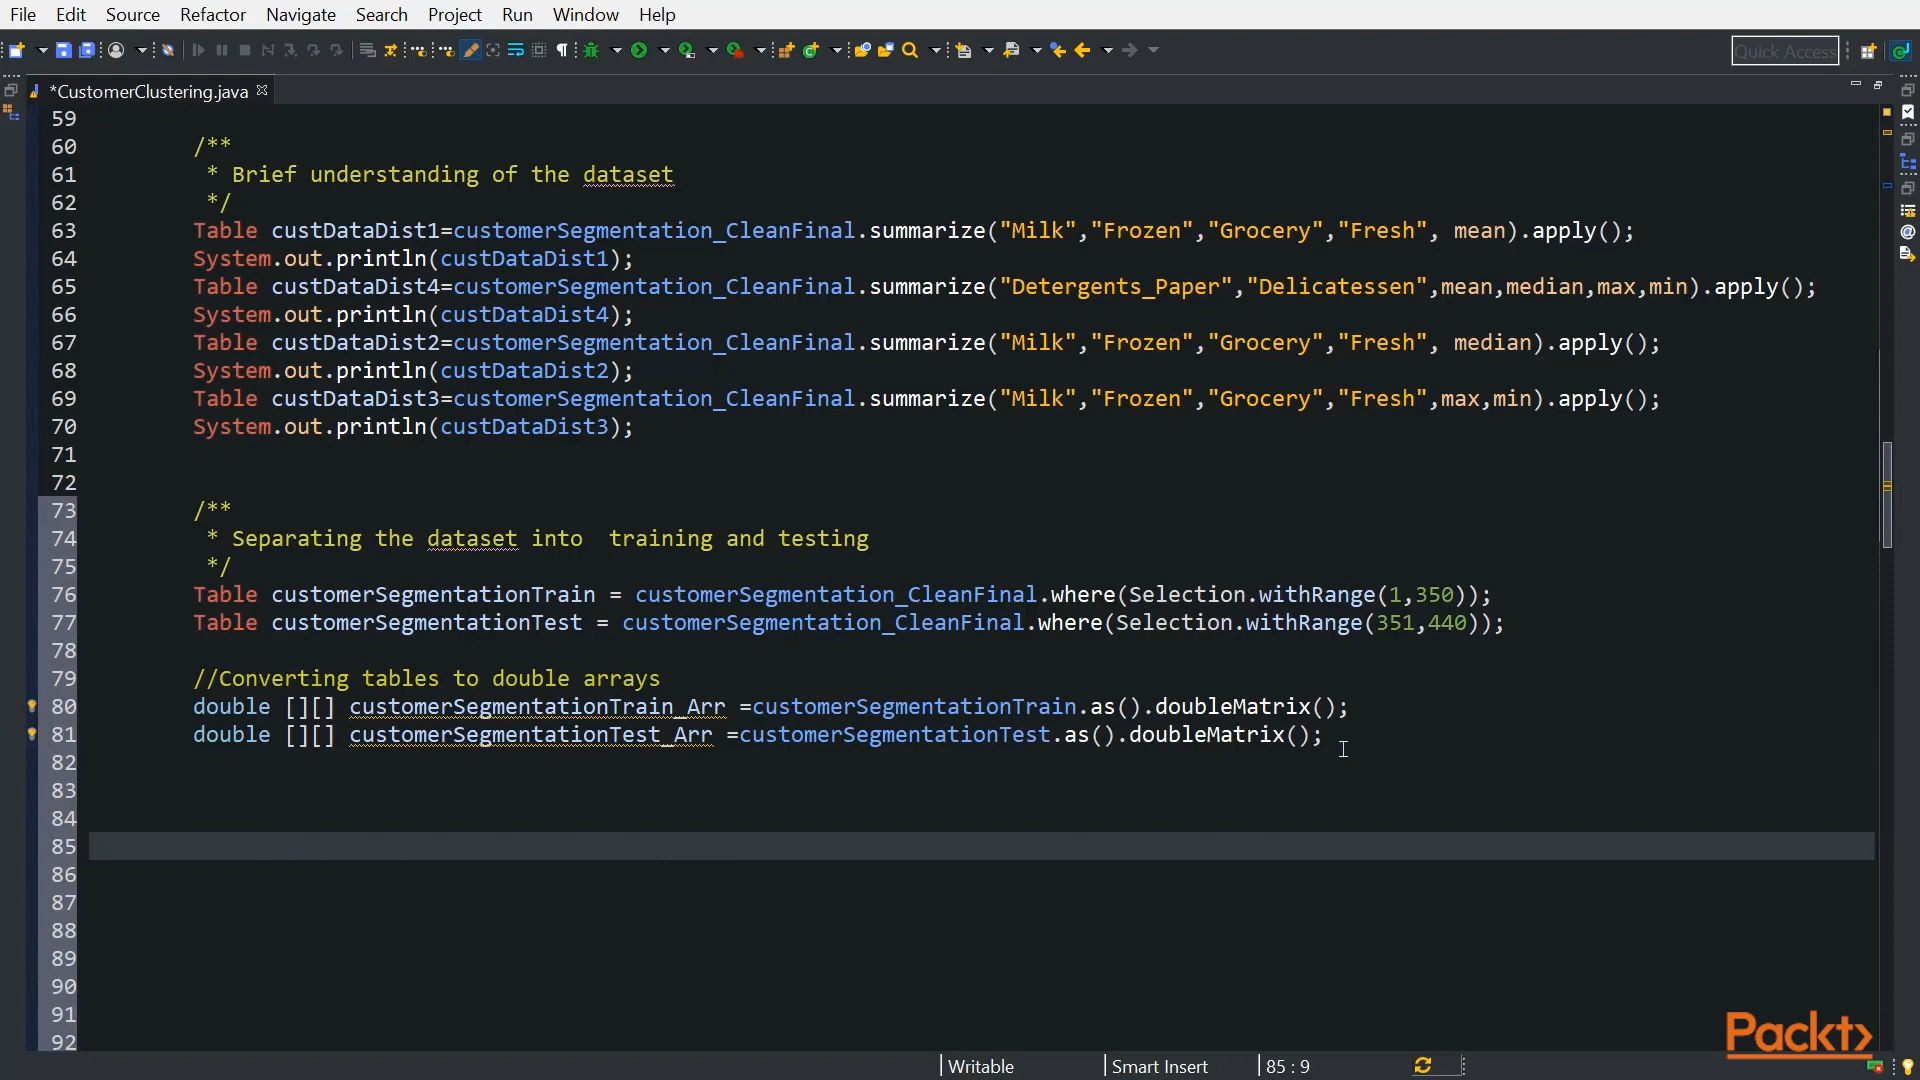 File Edit Source Refactor Navigate Search Project Run Window Help
Quick Access
*CustomerClustering.java
59
60 /**
61 * Brief understanding of the dataset
62 */
63 Table custDataDist1=customerSegmentation_CleanFinal.summarize("Milk","Frozen","Grocery","Fresh", mean).apply();
64 System.out.println(custDataDist1);
65 Table custDataDist4=customerSegmentation_CleanFinal.summarize("Detergents_Paper","Delicatessen",mean,median,max,min).apply();
66 System.out.println(custDataDist4);
67 Table custDataDist2=customerSegmentation_CleanFinal.summarize("Milk","Frozen","Grocery","Fresh", median).apply();
68 System.out.println(custDataDist2);
69 Table custDataDist3=customerSegmentation_CleanFinal.summarize("Milk","Frozen","Grocery","Fresh",max,min).apply();
70 System.out.println(custDataDist3);
71
72
73 /**
74 * Separating the dataset into  training and testing
75 */
76 Table customerSegmentationTrain = customerSegmentation_CleanFinal.where(Selection.withRange(1,350));
77 Table customerSegmentationTest = customerSegmentation_CleanFinal.where(Selection.withRange(351,440));
78
79 //Converting tables to double arrays
80 double [][] customerSegmentationTrain_Arr =customerSegmentationTrain.as().doubleMatrix();
81 double [][] customerSegmentationTest_Arr =customerSegmentationTest.as().doubleMatrix();
82
83
84
85
86
87
88
89
90
91
92
Packt>
Writable Smart Insert 85 : 9